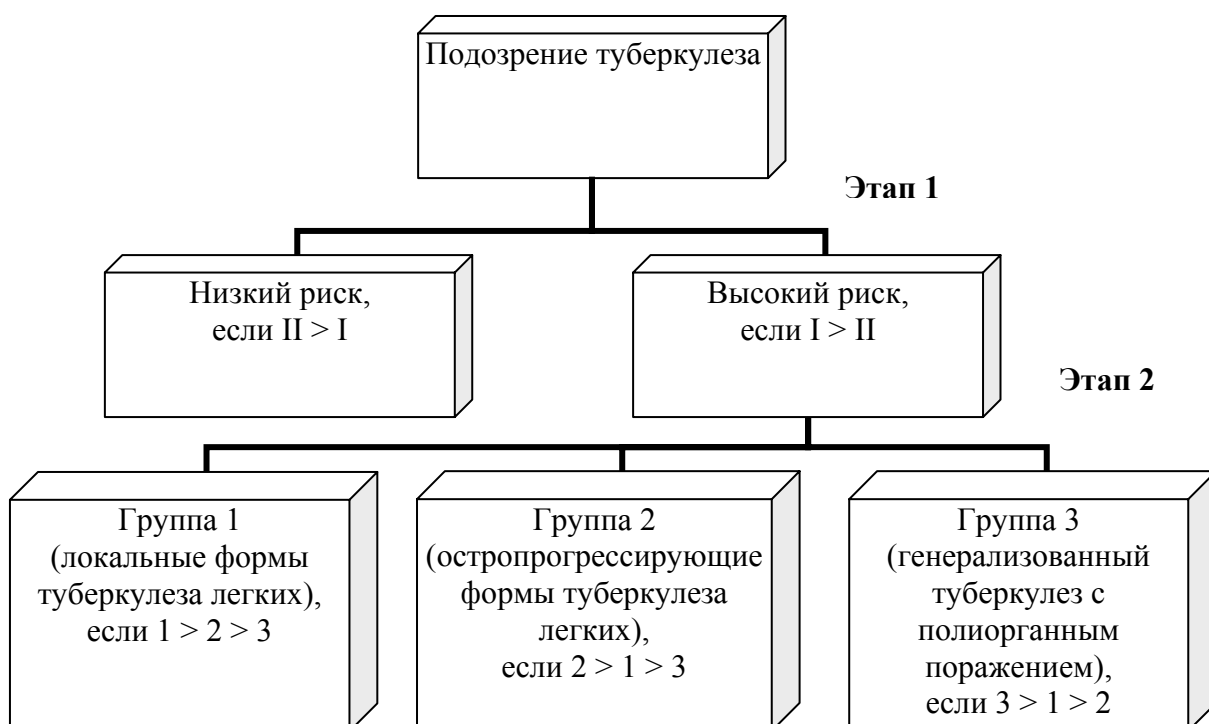 Подозрение туберкулеза
Этап 1
Низкий риск,
если II > I
Высокий риск,
если I > II
Этап 2
Группа 1
(локальные формы
туберкулеза легких),
если 1 > 2 > 3
Группа 2
(остропрогрессирующие
формы туберкулеза
легких),
если 2 > 1 > 3
Группа 3
(генерализованный
туберкулез с
полиорганным
поражением),
если 3 > 1 > 2